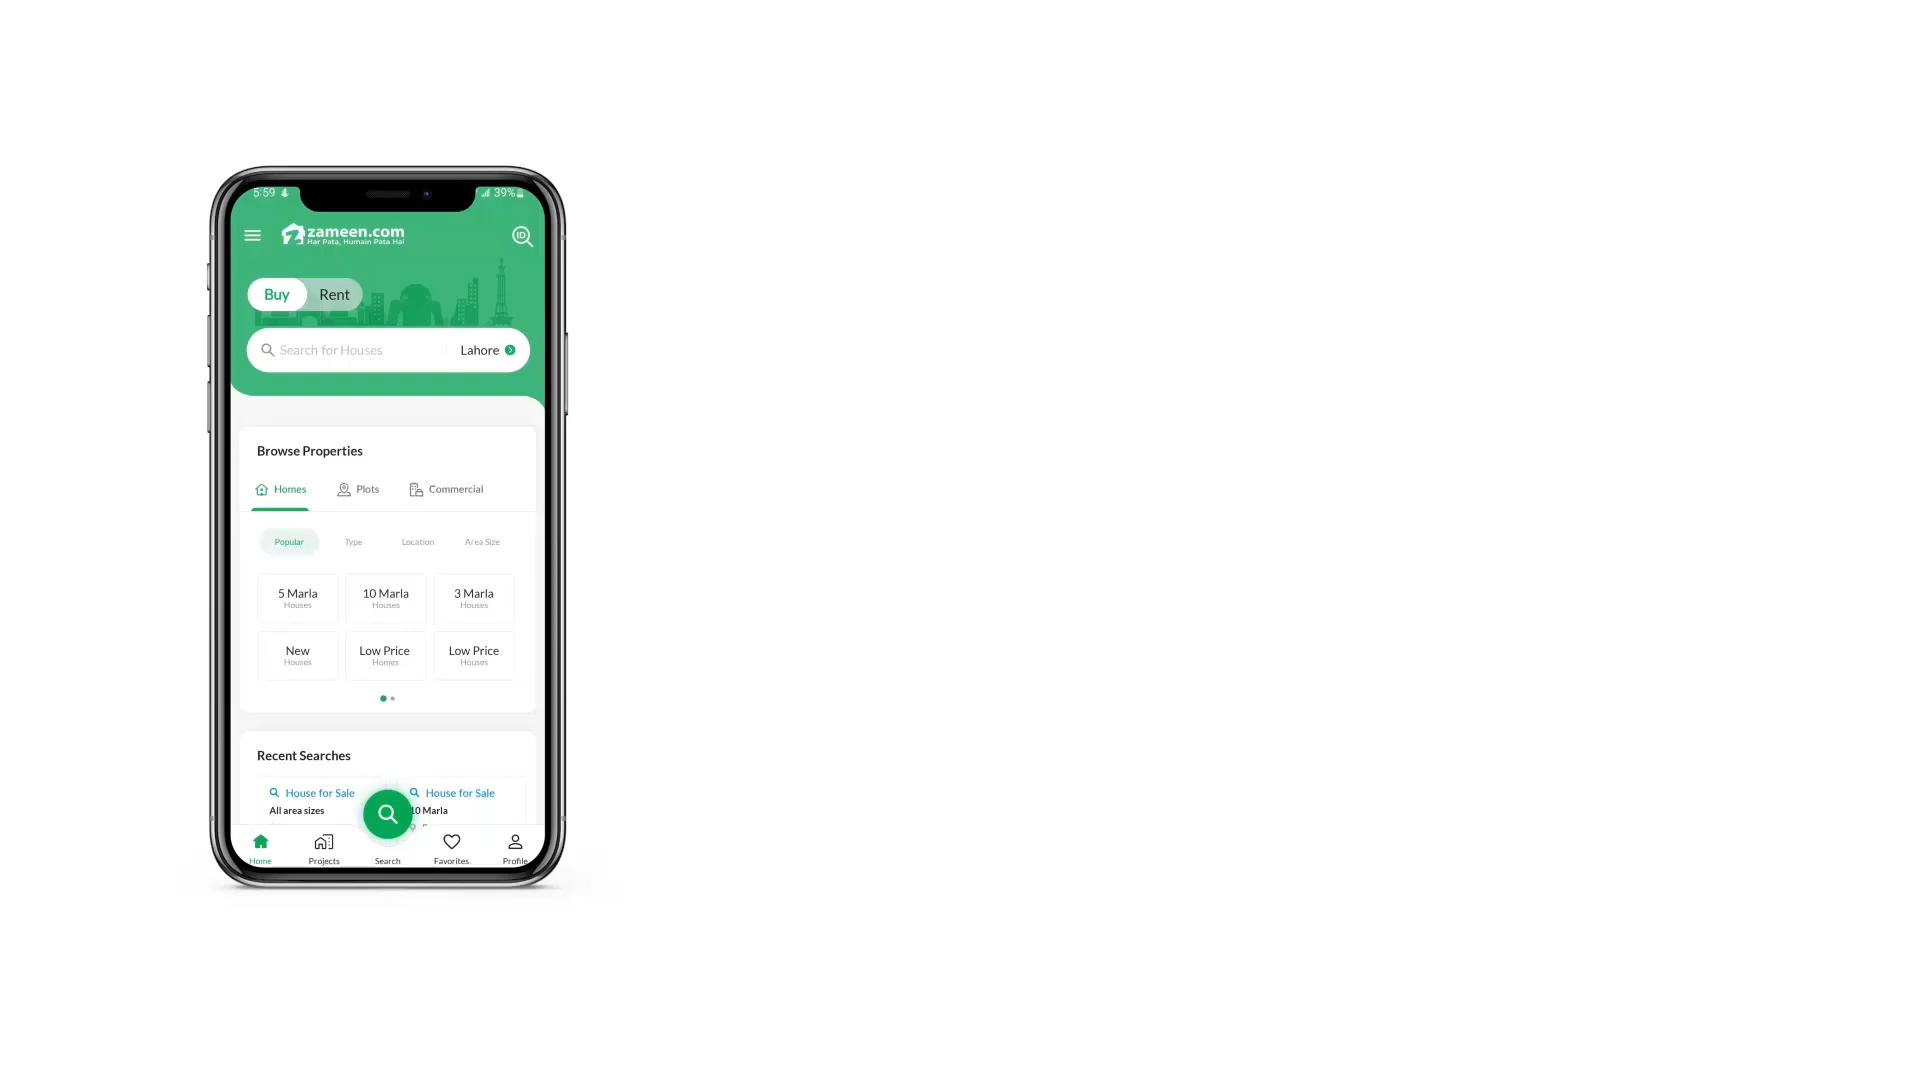 5:59
39%
zameen.com
Har Pata, Humain Pata Hai
ID
Buy Rent
Search for Houses Lahore
Browse Properties
Homes Plots Commercial
Popular Type Location Area Size
5 Marla 10 Marla 3 Marla
Houses Houses Houses
New Low Price Low Price
Houses Homes Houses
Recent Searches
House for Sale House for Sale
All area sizes 10 Marla
Home Projects Search Favorites Profile